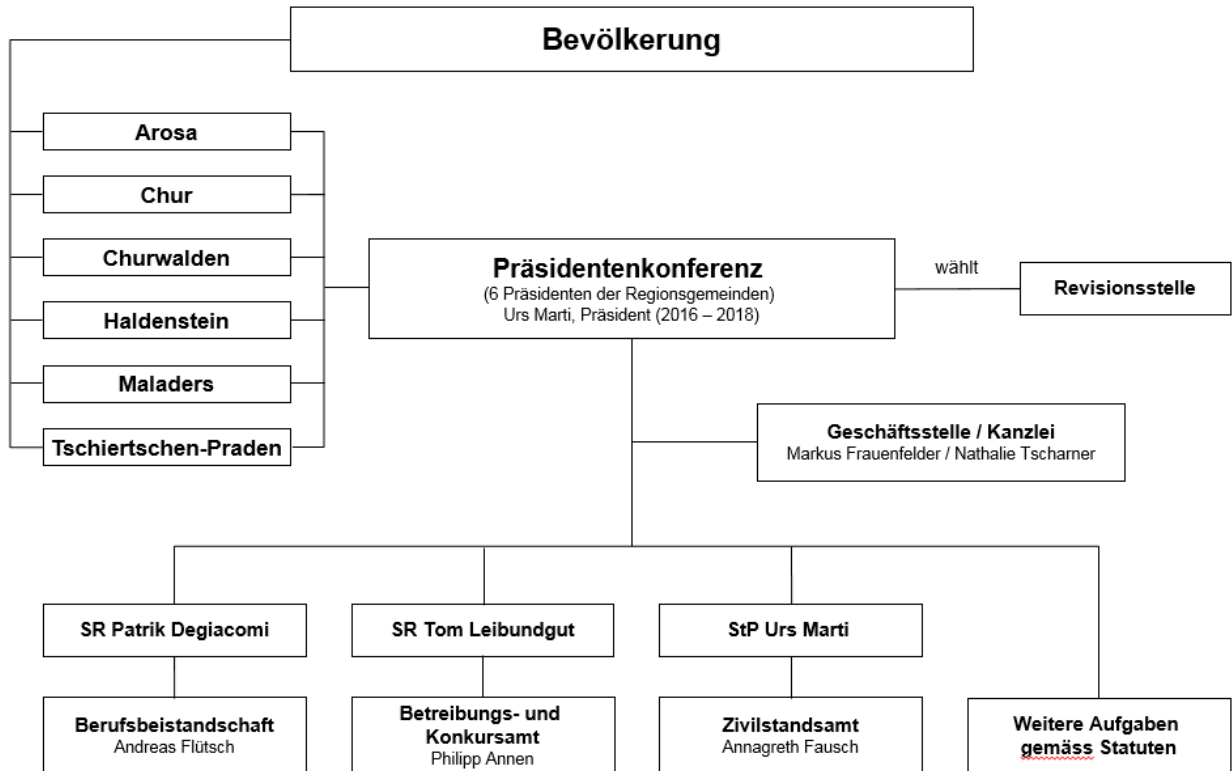 Bevölkerung
Arosa
Chur
Churwalden
Haldenstein
Maladers
Tschiertschen-Praden
Präsidentenkonferenz
(6 Präsidenten der Regionsgemeinden)
Urs Marti, Präsident (2016 – 2018)
wählt
Revisionsstelle
Geschäftsstelle / Kanzlei
Markus Frauenfelder / Nathalie Tscharner
SR Patrik Degiacomi
SR Tom Leibundgut
StP Urs Marti
Berufsbeistandschaft
Andreas Flütsch
Betreibungs- und
Konkursamt
Philipp Annen
Zivilstandsamt
Annagreth Fausch
Weitere Aufgaben
gemäss Statuten